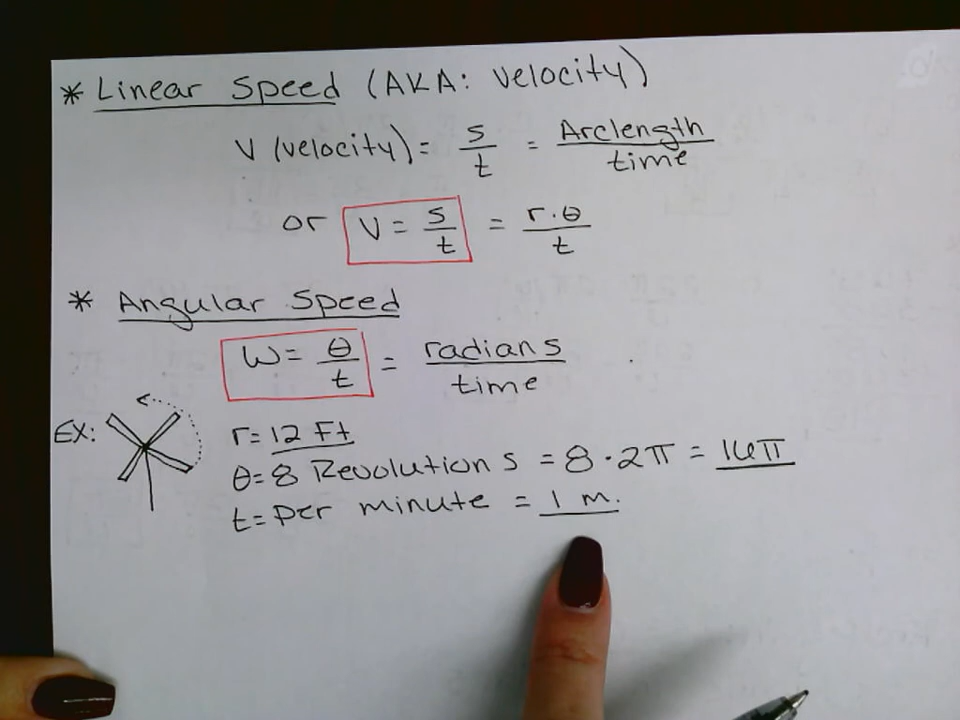 * Linear Speed (AKA: Velocity)
V (velocity) = s/t = Arclength/time
or V = s/t = r·θ/t
* Angular Speed
W = θ/t = radians/time
EX:
r = 12 Ft
θ = 8 Revolutions = 8 · 2π = 16π
t = per minute = 1 m.